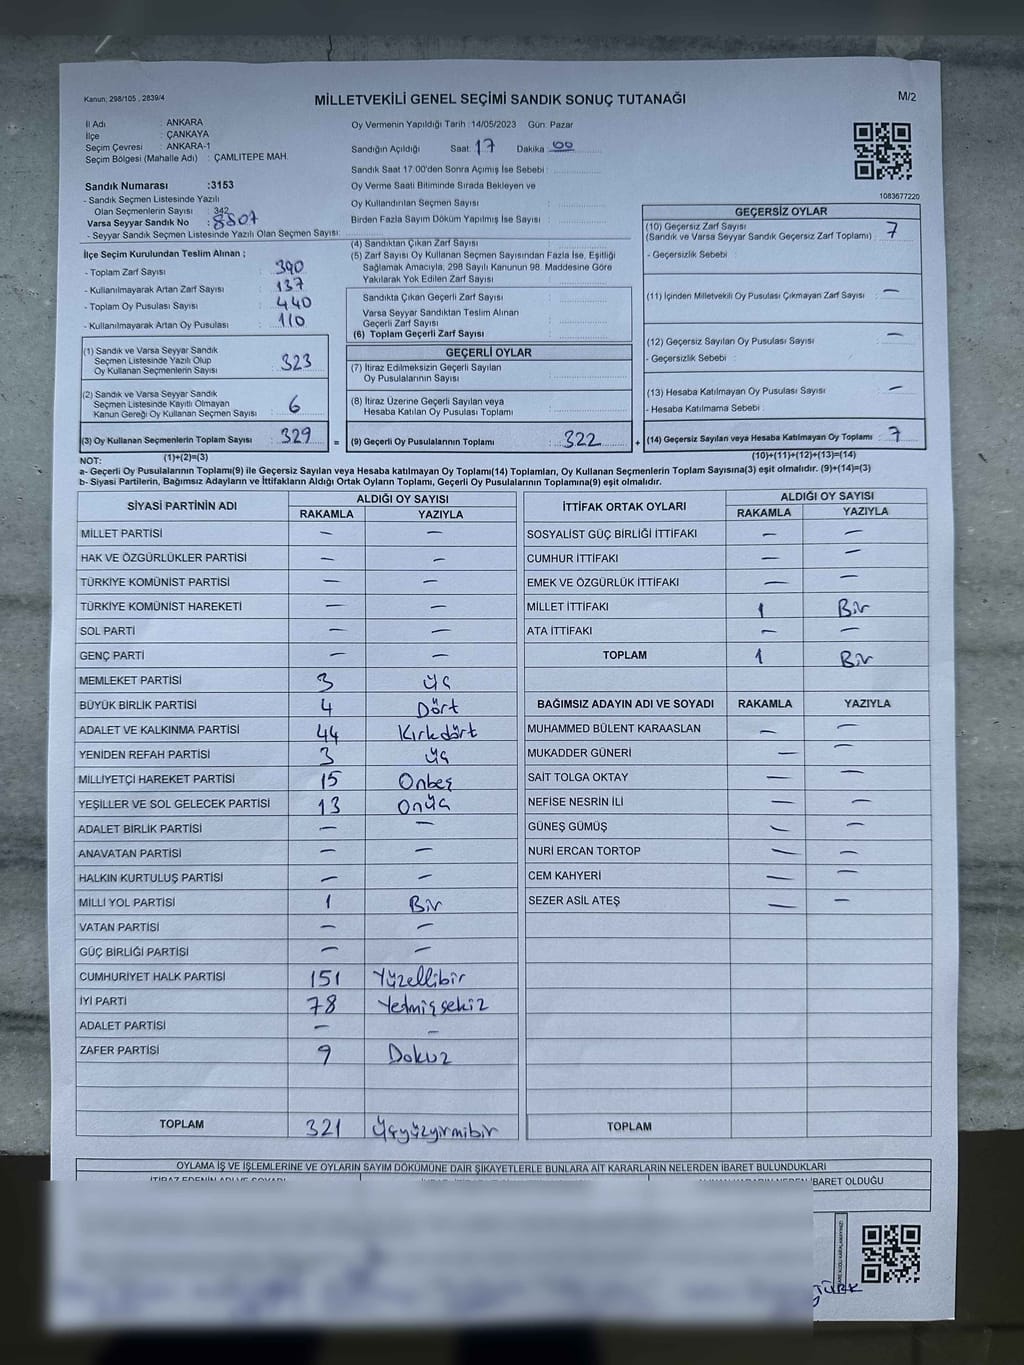 Kanun; 298/105 , 2839/4
MİLLETVEKİLİ GENEL SEÇİMİ SANDIK SONUÇ TUTANAĞI
M/2
İl Adı : ANKARA
İlçe : ÇANKAYA
Seçim Çevresi : ANKARA-1
Seçim Bölgesi (Mahalle Adı) : ÇAMLITEPE MAH.
Oy Vermenin Yapıldığı Tarih :14/05/2023 Gün: Pazar
Sandığın Açıldığı Saat: 17 Dakika 00
Sandık Saat 17:00'den Sonra Açımış İse Sebebi :
Oy Verme Saati Bitiminde Sırada Bekleyen ve
Oy Kullandırılan Seçmen Sayısı :
Birden Fazla Sayım Döküm Yapılmış İse Sayısı :
1083677220
Sandık Numarası :3153
- Sandık Seçmen Listesinde Yazılı
Olan Seçmenlerin Sayısı : 342
Varsa Seyyar Sandık No : 8807
- Seyyar Sandık Seçmen Listesinde Yazılı Olan Seçmen Sayısı:
İlçe Seçim Kurulundan Teslim Alınan ;
- Toplam Zarf Sayısı : 390
- Kullanılmayarak Artan Zarf Sayısı : 137
- Toplam Oy Pusulası Sayısı : 440
- Kullanılmayarak Artan Oy Pusulası : 110
(1) Sandık ve Varsa Seyyar Sandık
Seçmen Listesinde Yazılı Olup
Oy Kullanan Seçmenlerin Sayısı : 323
(2) Sandık ve Varsa Seyyar Sandık
Seçmen Listesinde Kayıtlı Olmayan
Kanun Gereği Oy Kullanan Seçmen Sayısı : 6
(3) Oy Kullanan Seçmenlerin Toplam Sayısı : 329 =
(1)+(2)=(3)
(4) Sandıktan Çıkan Zarf Sayısı :
(5) Zarf Sayısı Oy Kullanan Seçmen Sayısından Fazla İse, Eşitliği
Sağlamak Amacıyla; 298 Sayılı Kanunun 98. Maddesine Göre
Yakılarak Yok Edilen Zarf Sayısı :
Sandıkta Çıkan Geçerli Zarf Sayısı :
Varsa Seyyar Sandıktan Teslim Alınan
Geçerli Zarf Sayısı :
(6) Toplam Geçerli Zarf Sayısı :
GEÇERLİ OYLAR
(7) İtiraz Edilmeksizin Geçerli Sayılan
Oy Pusulalarının Sayısı :
(8) İtiraz Üzerine Geçerli Sayılan veya
Hesaba Katılan Oy Pusulası Toplamı :
(9) Geçerli Oy Pusulalarının Toplamı : 322 +
GEÇERSİZ OYLAR
(10) Geçersiz Zarf Sayısı : 7
(Sandık ve Varsa Seyyar Sandık Geçersiz Zarf Toplamı)
- Geçersizlik Sebebi :
(11) İçinden Milletvekili Oy Pusulası Çıkmayan Zarf Sayısı : —
(12) Geçersiz Sayılan Oy Pusulası Sayısı : —
- Geçersizlik Sebebi :
(13) Hesaba Katılmayan Oy Pusulası Sayısı : —
- Hesaba Katılmama Sebebi :
(14) Geçersiz Sayılan veya Hesaba Katılmayan Oy Toplamı : 7
(10)+(11)+(12)+(13)=(14)
NOT:
a- Geçerli Oy Pusulalarının Toplamı(9) ile Geçersiz Sayılan veya Hesaba katılmayan Oy Toplamı(14) Toplamları, Oy Kullanan Seçmenlerin Toplam Sayısına(3) eşit olmalıdır. (9)+(14)=(3)
b- Siyasi Partilerin, Bağımsız Adayların ve İttifakların Aldığı Ortak Oyların Toplamı, Geçerli Oy Pusulalarının Toplamına(9) eşit olmalıdır.
SİYASİ PARTİNİN ADI ALDIĞI OY SAYISI
RAKAMLA YAZIYLA
MİLLET PARTİSİ — —
HAK VE ÖZGÜRLÜKLER PARTİSİ — —
TÜRKİYE KOMÜNİST PARTİSİ — —
TÜRKİYE KOMÜNİST HAREKETİ — —
SOL PARTİ — —
GENÇ PARTİ — —
MEMLEKET PARTİSİ 3 Üç
BÜYÜK BİRLİK PARTİSİ 4 Dört
ADALET VE KALKINMA PARTİSİ 44 Kırkdört
YENİDEN REFAH PARTİSİ 3 Üç
MİLLİYETÇİ HAREKET PARTİSİ 15 Onbeş
YEŞİLLER VE SOL GELECEK PARTİSİ 13 Onüç
ADALET BİRLİK PARTİSİ — —
ANAVATAN PARTİSİ — —
HALKIN KURTULUŞ PARTİSİ — —
MİLLİ YOL PARTİSİ 1 Bir
VATAN PARTİSİ — —
GÜÇ BİRLİĞİ PARTİSİ — —
CUMHURİYET HALK PARTİSİ 151 Yüzellibir
İYİ PARTİ 78 Yetmişsekiz
ADALET PARTİSİ — —
ZAFER PARTİSİ 9 Dokuz
TOPLAM 321 Üçyüzyirmibir
İTTİFAK ORTAK OYLARI ALDIĞI OY SAYISI
RAKAMLA YAZIYLA
SOSYALİST GÜÇ BİRLİĞİ İTTİFAKI — —
CUMHUR İTTİFAKI — —
EMEK VE ÖZGÜRLÜK İTTİFAKI — —
MİLLET İTTİFAKI 1 Bir
ATA İTTİFAKI — —
TOPLAM 1 Bir
BAĞIMSIZ ADAYIN ADI VE SOYADI RAKAMLA YAZIYLA
MUHAMMED BÜLENT KARAASLAN — —
MUKADDER GÜNERİ — —
SAİT TOLGA OKTAY — —
NEFİSE NESRİN İLİ — —
GÜNEŞ GÜMÜŞ — —
NURİ ERCAN TORTOP — —
CEM KAHYERİ — —
SEZER ASİL ATEŞ — —
TOPLAM
OYLAMA İŞ VE İŞLEMLERİNE VE OYLARIN SAYIM DÖKÜMÜNE DAİR ŞİKAYETLERLE BUNLARA AİT KARARLARIN NELERDEN İBARET BULUNDUKLARI
İBARET OLDUĞU